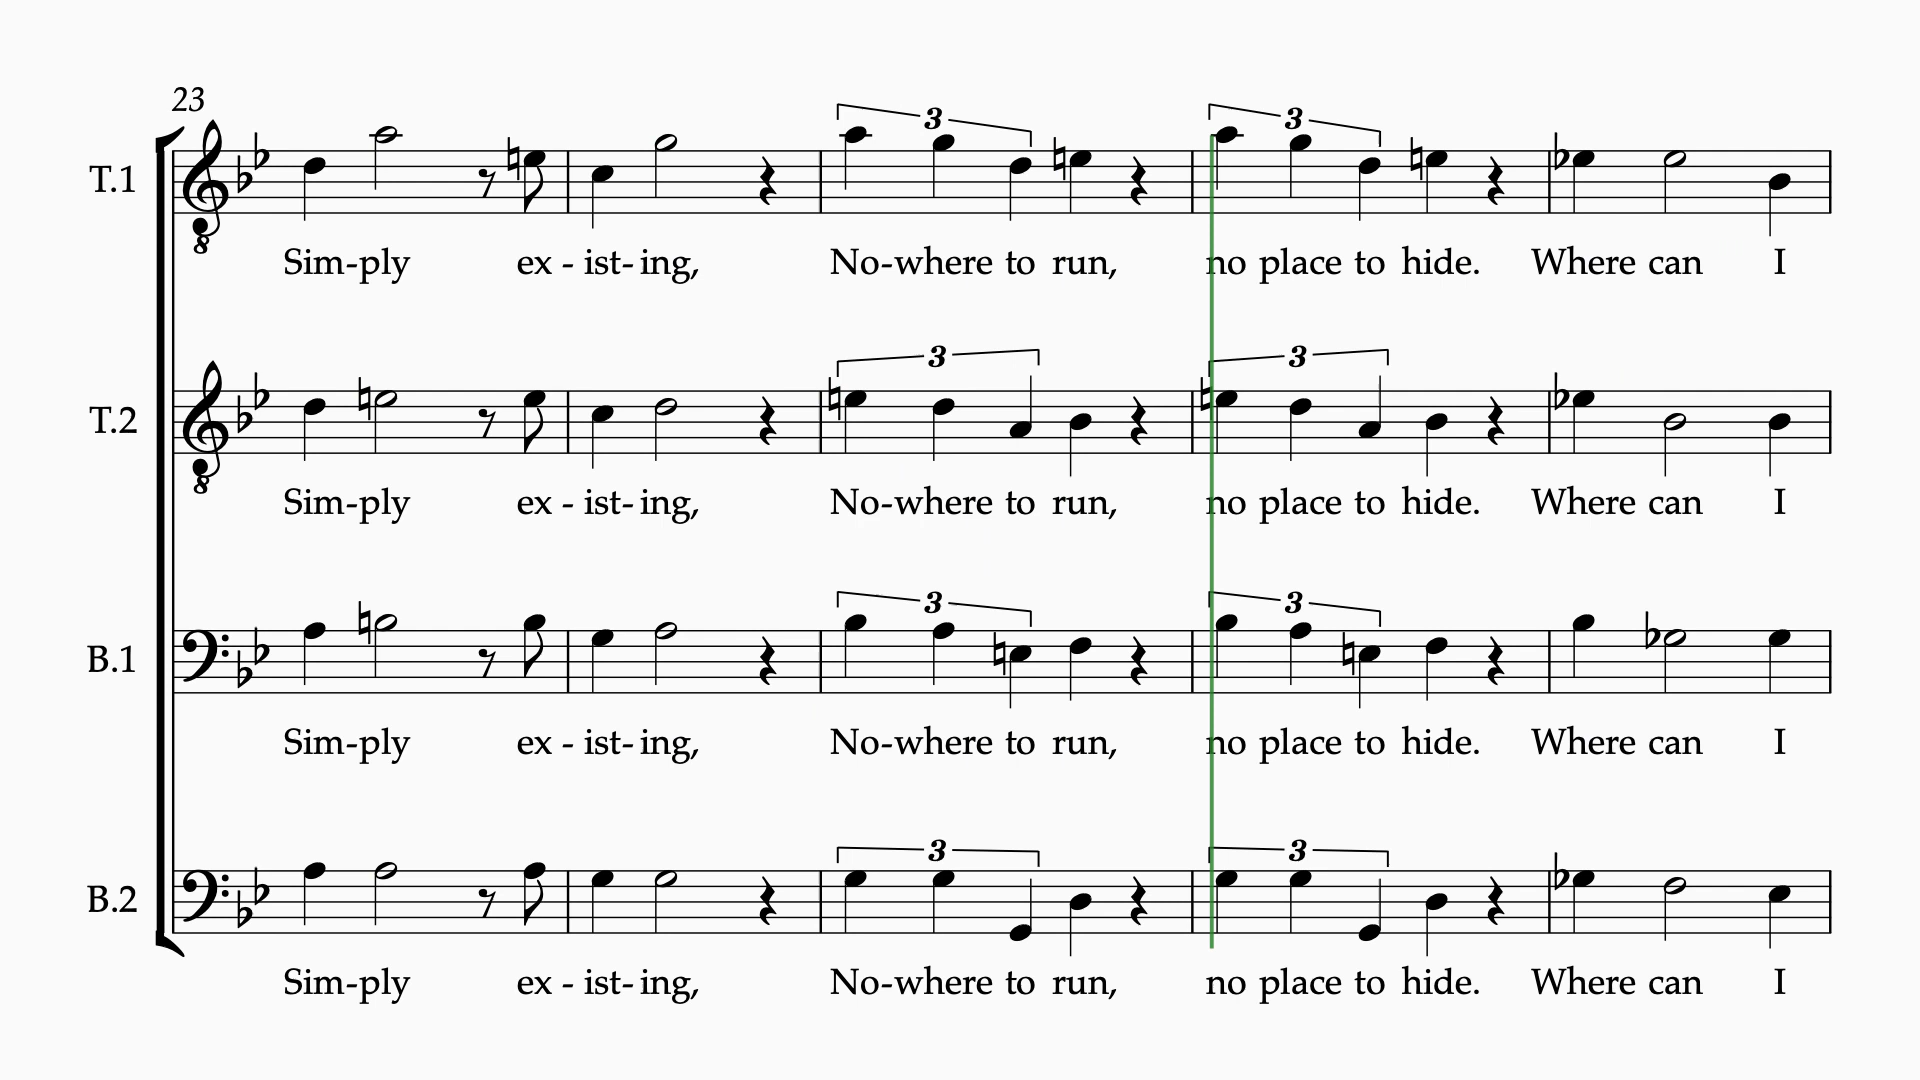 23
3 3
T.1
8
Sim-ply ex - ist- ing, No-where to run, no place to hide. Where can I
3 3
T.2
8
Sim-ply ex - ist- ing, No-where to run, no place to hide. Where can I
3 3
B.1
Sim-ply ex - ist- ing, No-where to run, no place to hide. Where can I
3 3
B.2
Sim-ply ex - ist- ing, No-where to run, no place to hide. Where can I